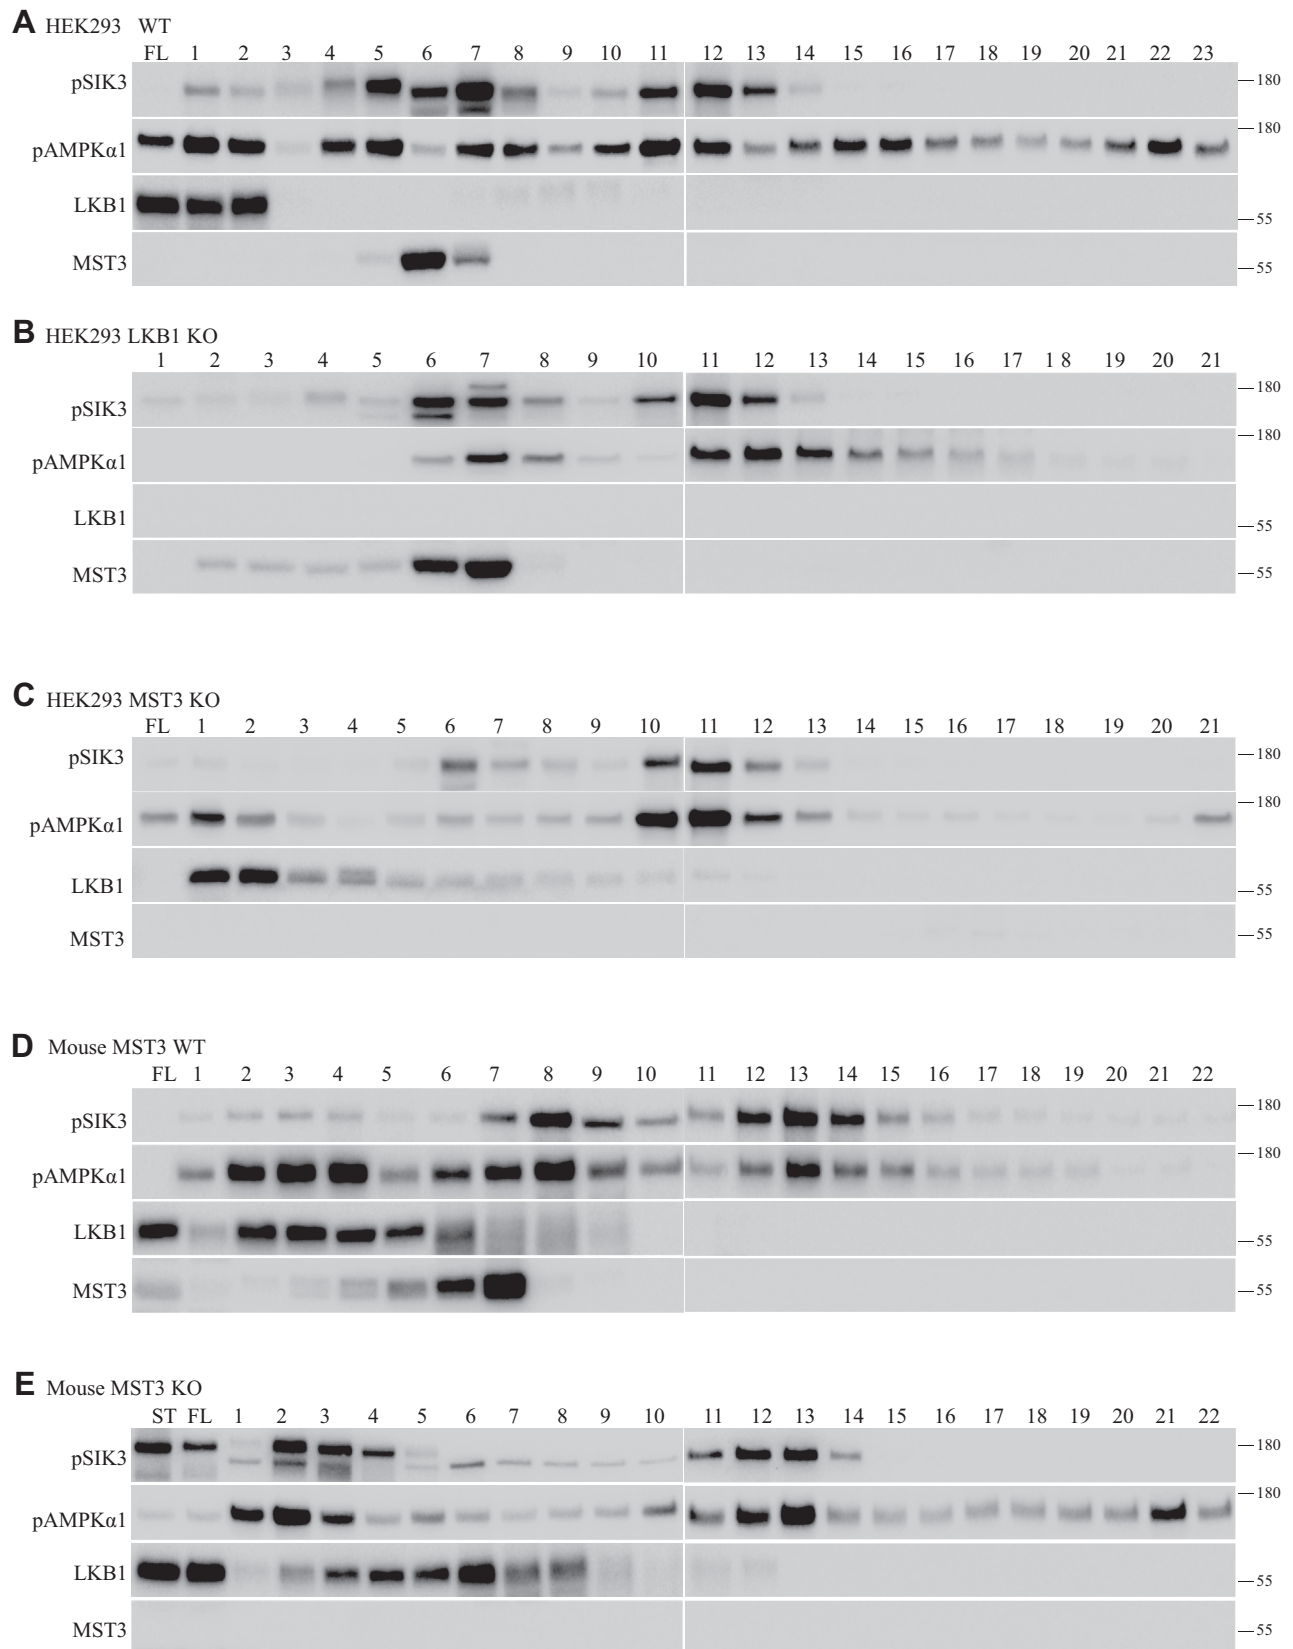 A HEK293 WT
FL 1 2 3 4 5 6 7 8 9 10 11 12 13 14 15 16 17 18 19 20 21 22 23
pSIK3 180
pAMPKα1 180
LKB1 55
MST3 55
B HEK293 LKB1 KO
1 2 3 4 5 6 7 8 9 10 11 12 13 14 15 16 17 1 8 19 20 21
pSIK3 180
pAMPKα1 180
LKB1 55
MST3 55
C HEK293 MST3 KO
FL 1 2 3 4 5 6 7 8 9 10 11 12 13 14 15 16 17 18 19 20 21
pSIK3 180
pAMPKα1 180
LKB1 55
MST3 55
D Mouse MST3 WT
FL 1 2 3 4 5 6 7 8 9 10 11 12 13 14 15 16 17 18 19 20 21 22
pSIK3 180
pAMPKα1 180
LKB1 55
MST3 55
E Mouse MST3 KO
ST FL 1 2 3 4 5 6 7 8 9 10 11 12 13 14 15 16 17 18 19 20 21 22
pSIK3 180
pAMPKα1 180
LKB1 55
MST3 55